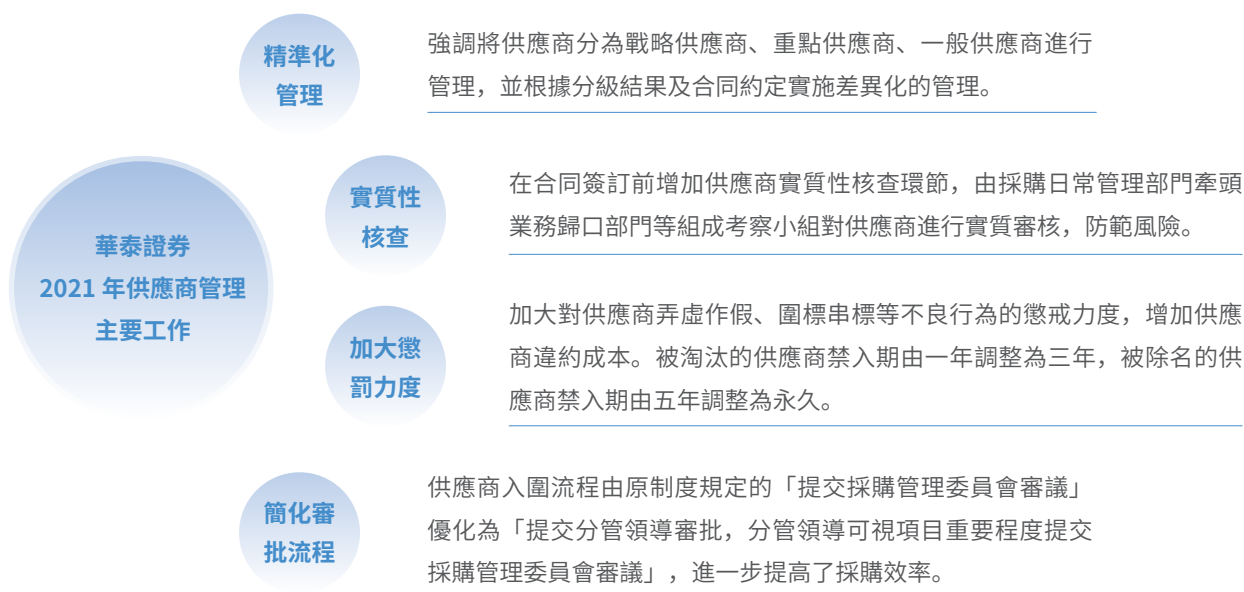 精準化
管理
強調將供應商分為戰略供應商、重點供應商、一般供應商進行
管理，並根據分級結果及合同約定實施差異化的管理。
華泰證券
2021 年供應商管理
主要工作
實質性
核查
在合同簽訂前增加供應商實質性核查環節，由採購日常管理部門牽頭
業務歸口部門等組成考察小組對供應商進行實質審核，防範風險。
加大懲
罰力度
加大對供應商弄虛作假、圍標串標等不良行為的懲戒力度，增加供應
商違約成本。被淘汰的供應商禁入期由一年調整為三年，被除名的供
應商禁入期由五年調整為永久。
簡化審
批流程
供應商入圍流程由原制度規定的「提交採購管理委員會審議」
優化為「提交分管領導審批，分管領導可視項目重要程度提交
採購管理委員會審議」，進一步提高了採購效率。